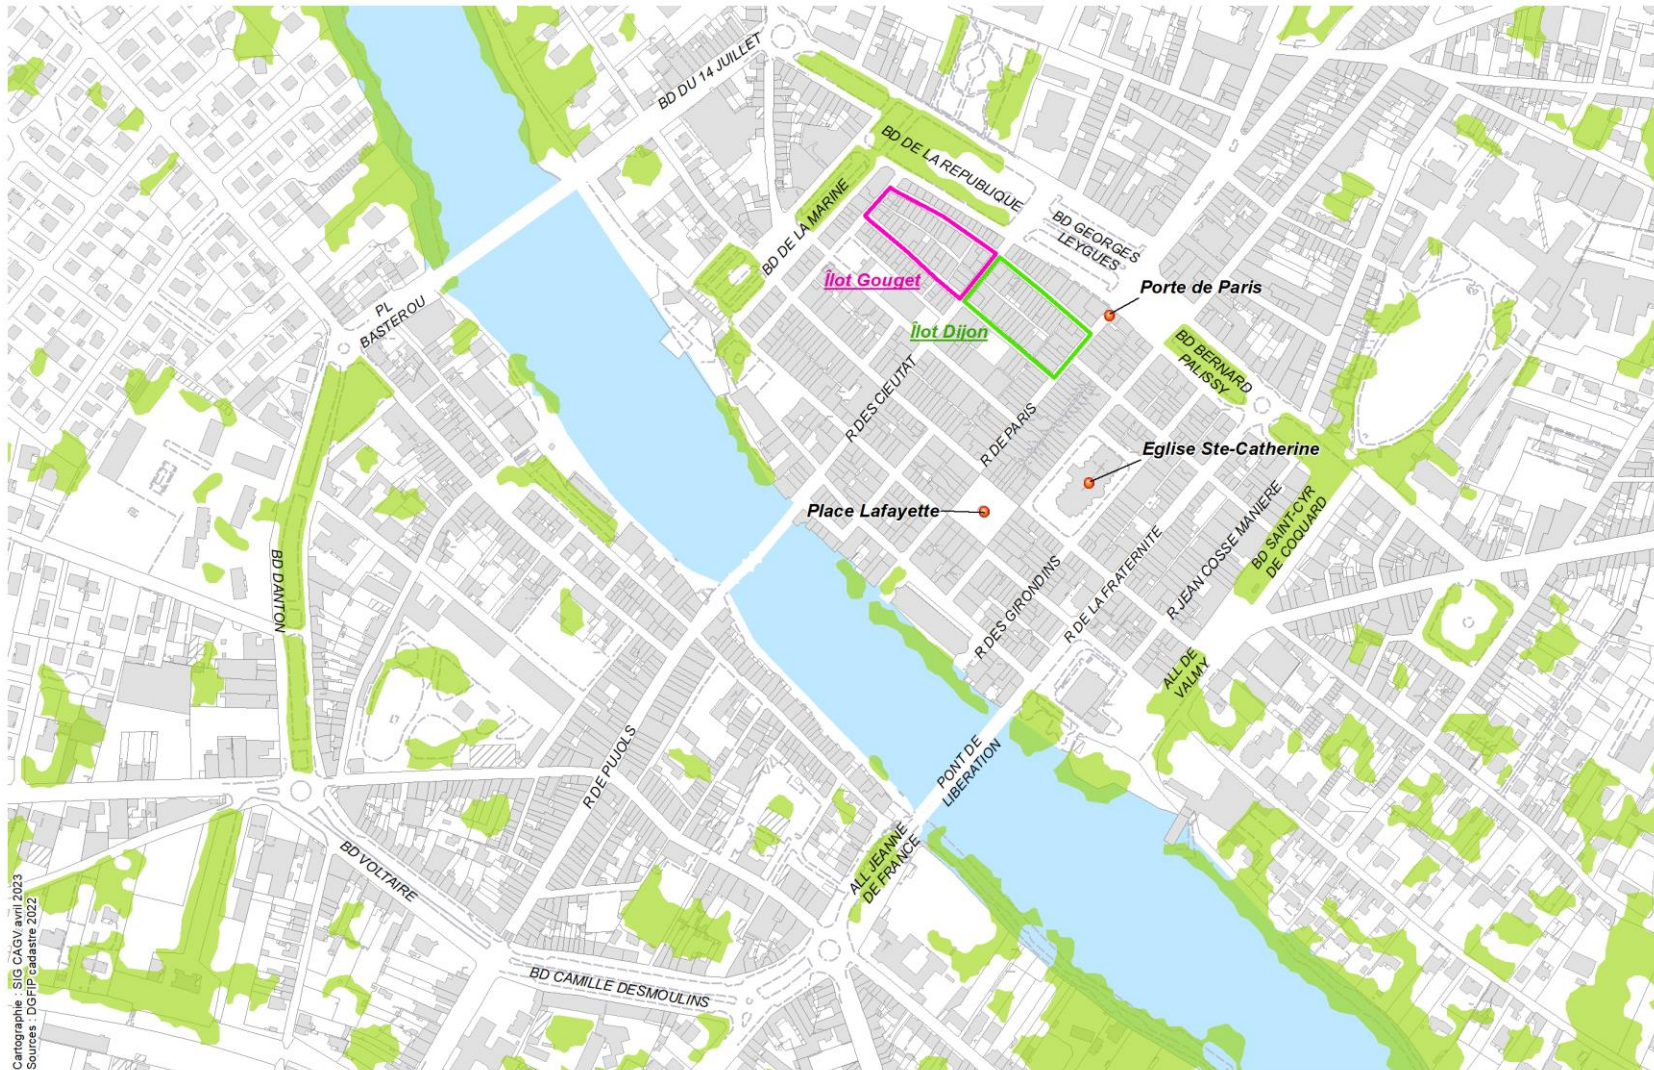 BD DU 14 JUILLET
BD DE LA REPUBLIQUE
BD DE LA MARINE
BD GEORGES
LEYGUES
Îlot Gouget
Porte de Paris
PL
BASTEROU
Îlot Dijon
BD BERNARD
PALISSY
R DES CIEUTAT
R DE PARIS
Eglise Ste-Catherine
Place Lafayette
R JEAN COSSE MANIERE
BD SAINT-CYR
DE COQUARD
BD DANTON
R DES GIRONDINS
R DE LA FRATERNITE
ALL DE
VALMY
R DE PUJOLS
PONT DE
LIBERATION
ALL JEANNE
DE FRANCE
BD VOLTAIRE
BD CAMILLE DESMOULINS
Cartographie : SIG CAGV avril 2023
Sources : DGFIP cadastre 2022